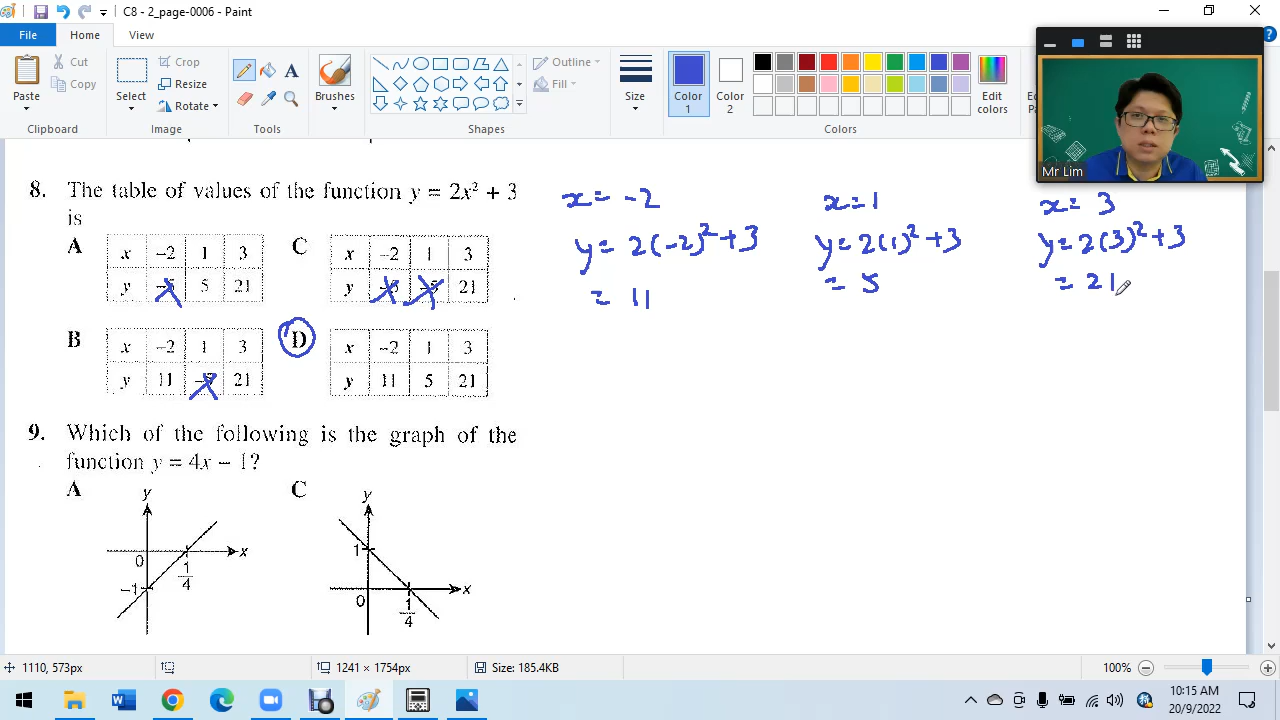 C8 - 2_page-0006 - Paint
File Home View
Paste Cut Copy
Clipboard
Select Crop Resize Rotate
Image
Tools
Brushes
Outline Fill
Shapes
Size
Color 1 Color 2
Edit colors
Colors
Mr Lim
8. The table of values of the function y = 2x² + 3
is
A
x −2 1 3
y 5 21
C
x −2 1 3
y 21
B
x −2 1 3
y 11 21
D
x −2 1 3
y 11 5 21
x = -2
y = 2(-2)² + 3
= 11
x = 1
y = 2(1)² + 3
= 5
x = 3
y = 2(3)² + 3
= 21
9. Which of the following is the graph of the
function y = 4x − 1?
A
y
x
0
1/4
−1
C
y
1
x
0
1/4
1110, 573px
1241 × 1754px
Size: 185.4KB
100%
10:15 AM
20/9/2022